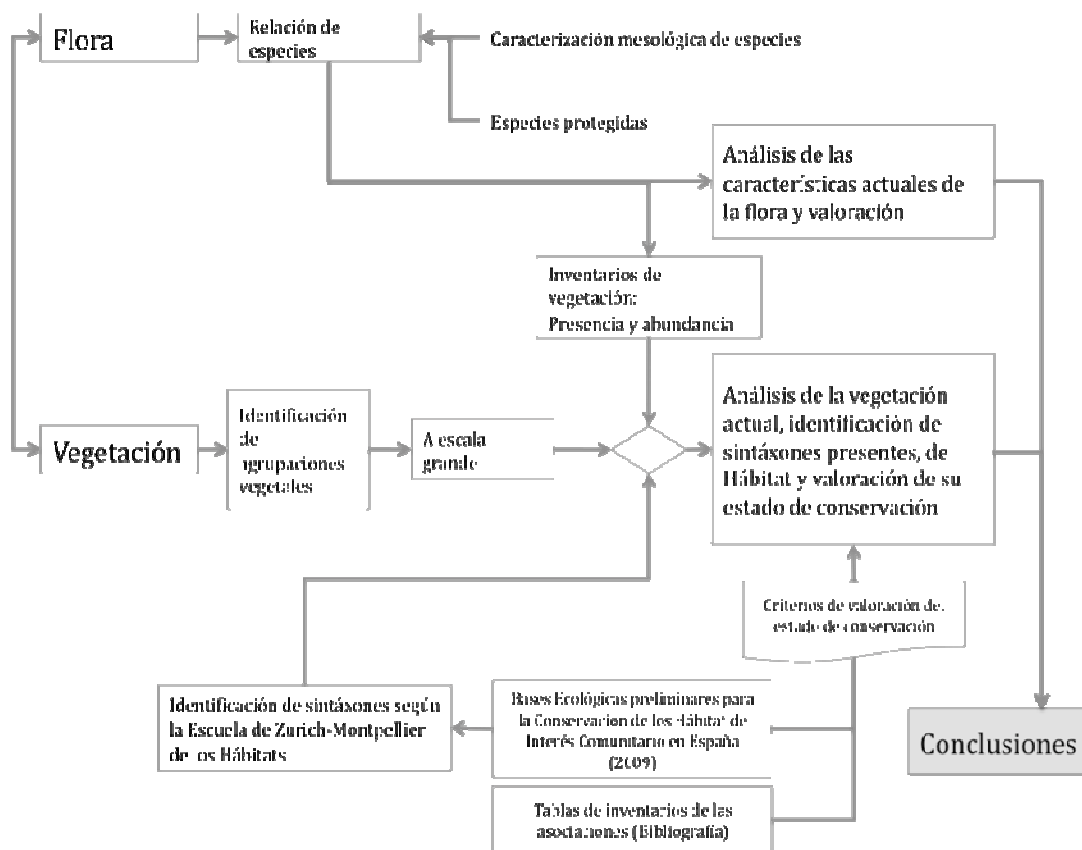 Flora
Relación de
especies
Caracterización mesológica de especies
Especies protegidas
Análisis de las
características actuales de
la flora y valoración
Inventarios de
vegetación:
Presencia y abundancia
Vegetación
Identificación
de
agrupaciones
vegetales
A escala
grande
Análisis de la vegetación
actual, identificación de
sintáxones presentes, de
Hábitat y valoración de su
estado de conservación
Criterios de valoración de.
estado de conservación
Identificación de sintáxones según
la Escuela de Zurich-Montpellier
de los Hábitats
Bases Ecológicas preliminares para
la Conservación de los Hábitat de
Interés Comunitario en España
(2009)
Conclusiones
Tablas de inventarios de las
asociaciones (Bibliografía)